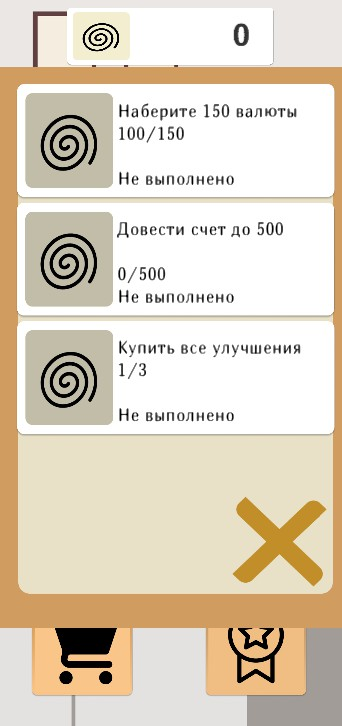 0
Наберите 150 валюты
100/150
Не выполнено
Довести счет до 500
0/500
Не выполнено
Купить все улучшения
1/3
Не выполнено